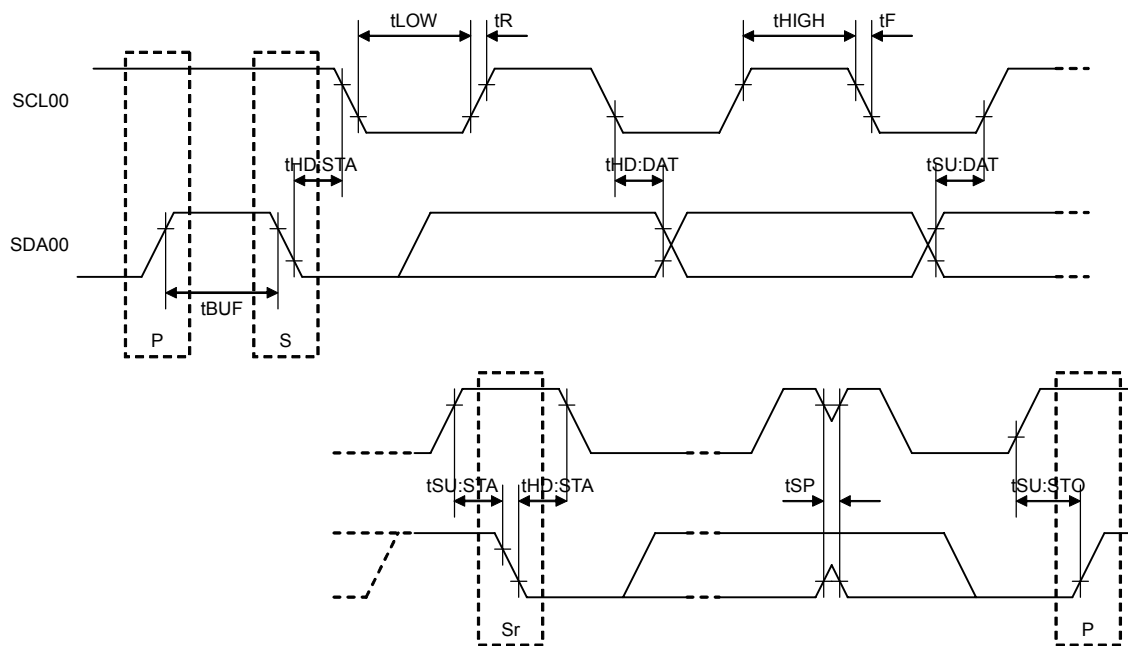 tLOW tR tHIGH tF
SCL00
tHD:STA tHD:DAT tSU:DAT
SDA00
tBUF
P S
tSU:STA tHD:STA tSP tSU:STO
Sr P